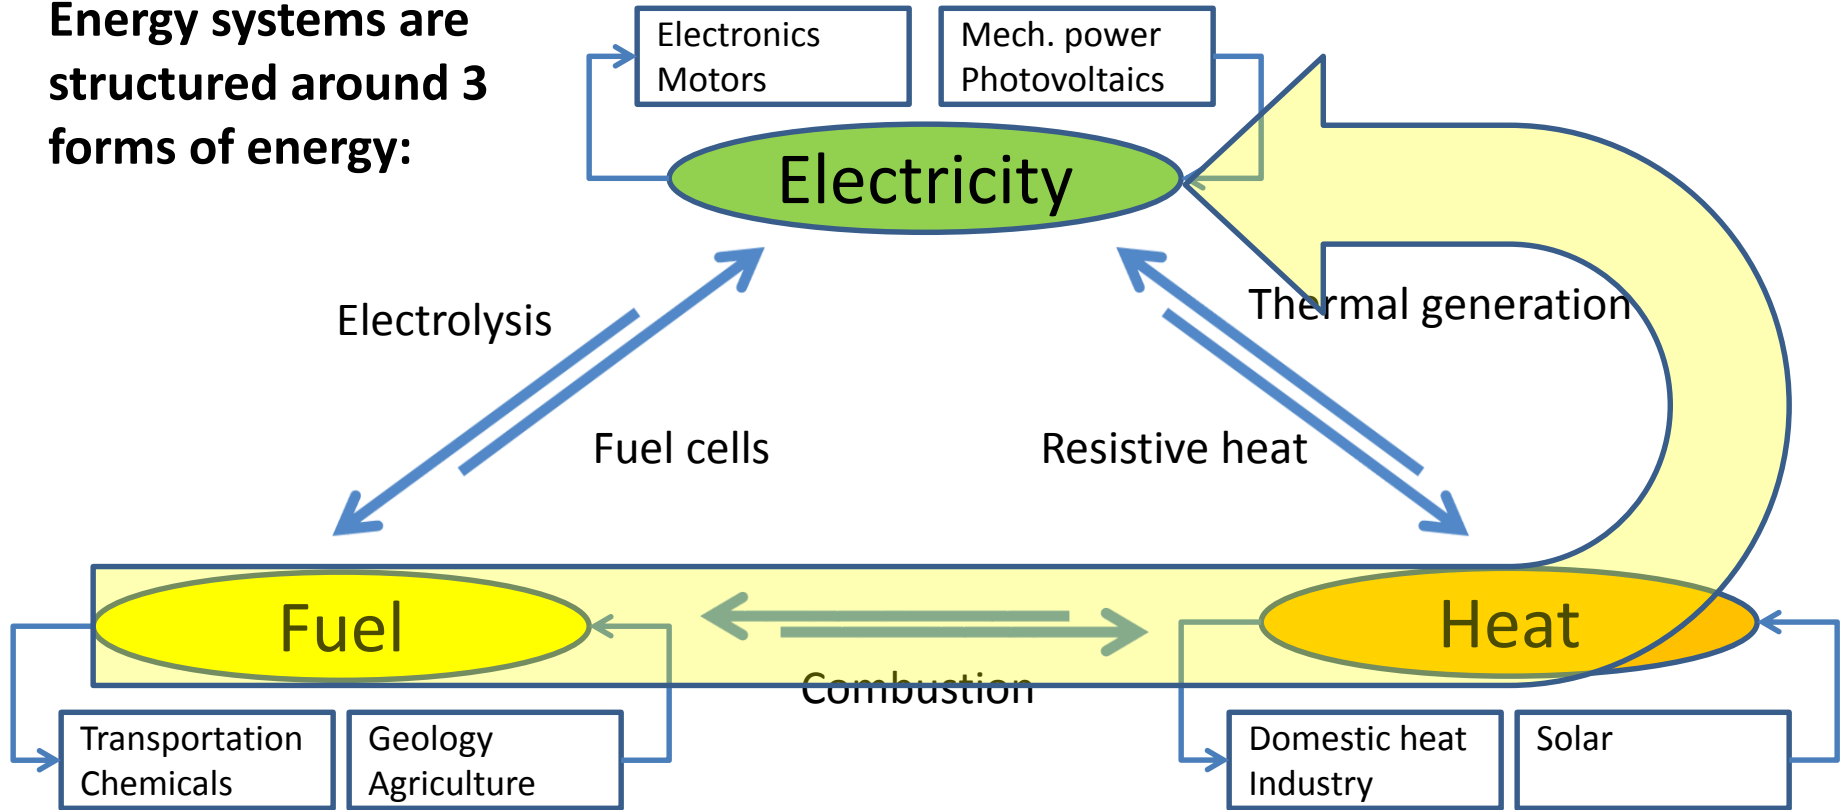 Energy systems are
structured around 3
forms of energy:
Electronics
Motors
Mech. power
Photovoltaics
Electricity
Electrolysis
Thermal generation
Fuel cells
Resistive heat
Fuel
Heat
Combustion
Transportation
Chemicals
Geology
Agriculture
Domestic heat
Industry
Solar